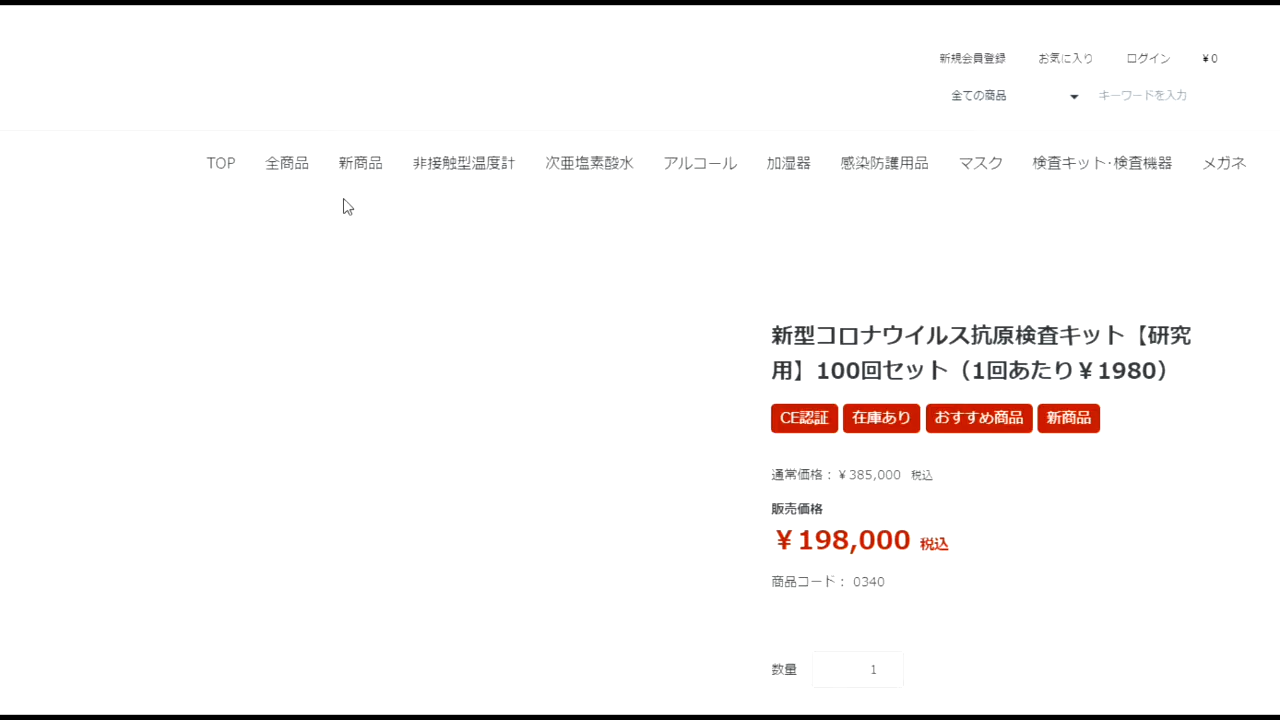 新規会員登録 お気に入り ログイン ¥0
全ての商品 キーワードを入力
TOP 全商品 新商品 非接触型温度計 次亜塩素酸水 アルコール 加湿器 感染防護用品 マスク 検査キット･検査機器 メガネ
新型コロナウイルス抗原検査キット【研究
用】100回セット（1回あたり￥1980）
CE認証 在庫あり おすすめ商品 新商品
通常価格：￥385,000 税込
販売価格
￥198,000 税込
商品コード： 0340
数量 1